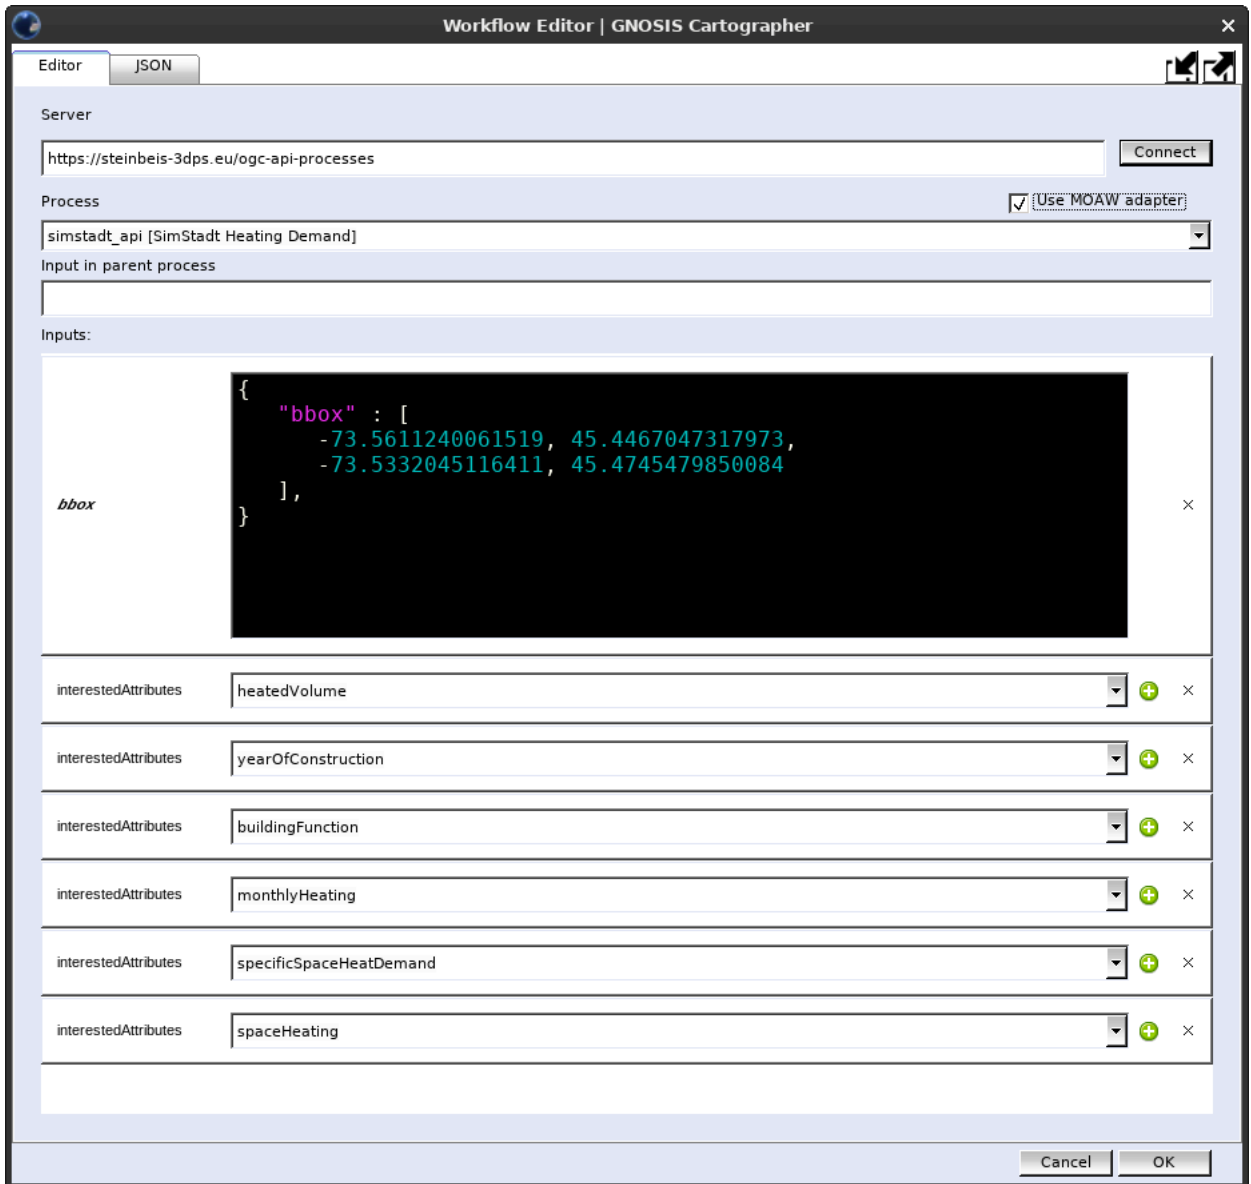 Workflow Editor | GNOSIS Cartographer
Editor JSON
Server
https://steinbeis-3dps.eu/ogc-api-processes Connect
Process Use MOAW adapter
simstadt_api [SimStadt Heating Demand]
Input in parent process
Inputs:
bbox
{
"bbox" : [
-73.5611240061519, 45.4467047317973,
-73.5332045116411, 45.4745479850084
],
}
interestedAttributes heatedVolume
interestedAttributes yearOfConstruction
interestedAttributes buildingFunction
interestedAttributes monthlyHeating
interestedAttributes specificSpaceHeatDemand
interestedAttributes spaceHeating
Cancel OK